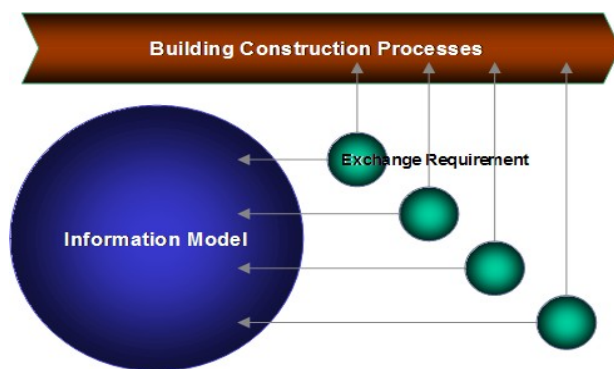 Building Construction Processes
Exchange Requirement
Information Model